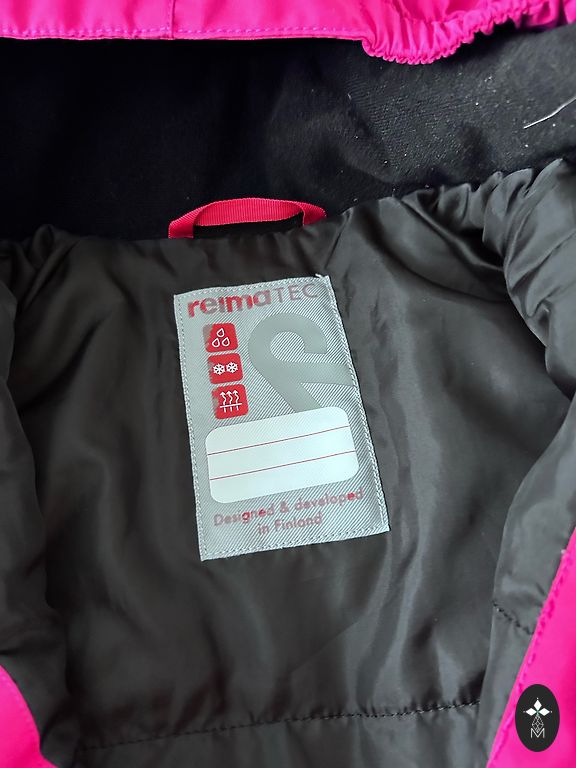 reimaTEC
Designed & developed
in Finland
M